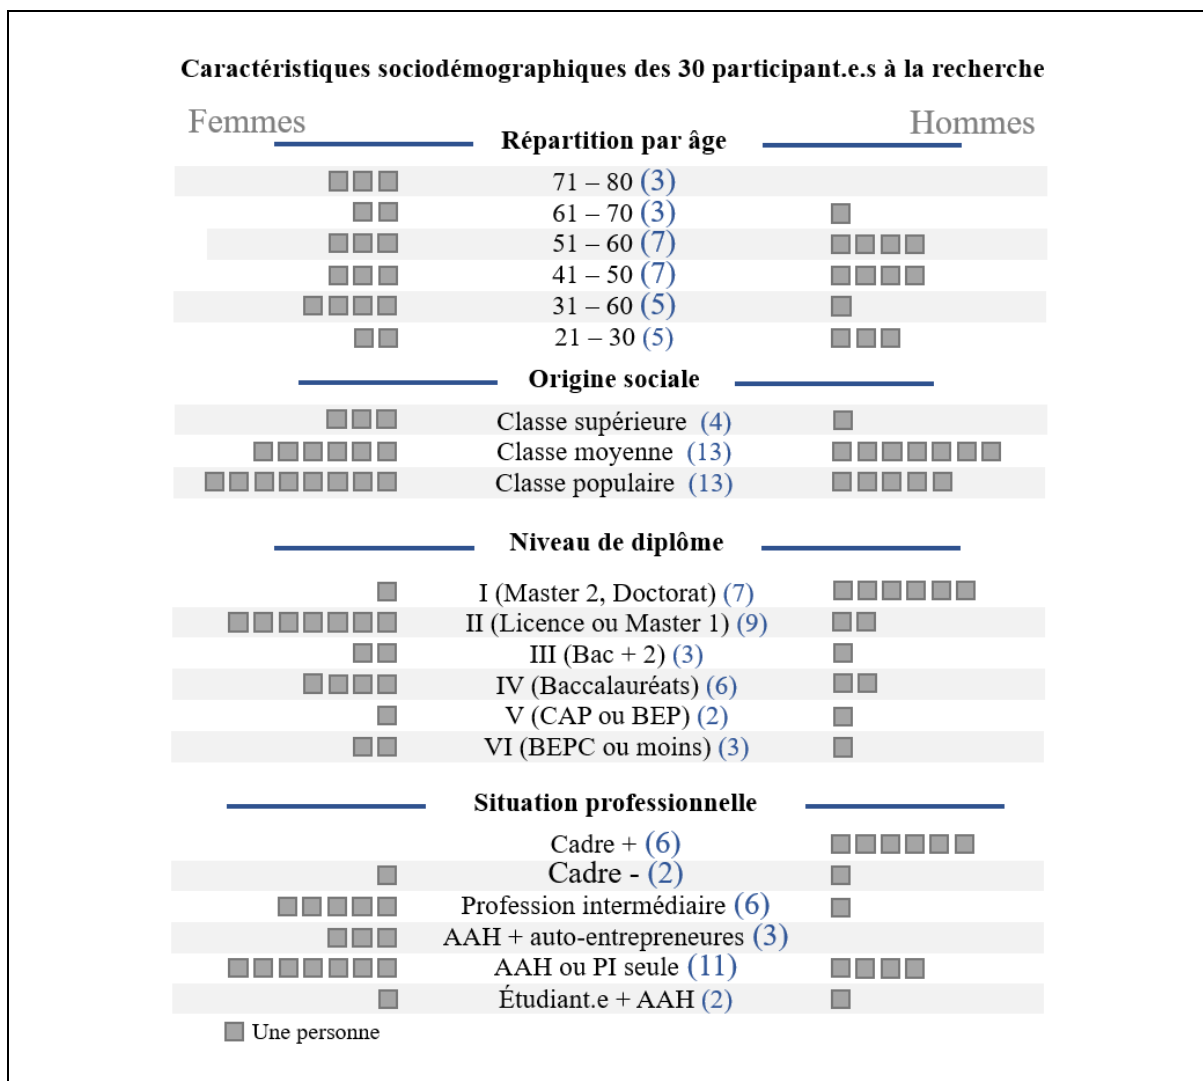 Caractéristiques sociodémographiques des 30 participant.e.s à la recherche
Femmes
Hommes
Répartition par âge
71 – 80 (3)
61 – 70 (3)
51 – 60 (7)
41 – 50 (7)
31 – 60 (5)
21 – 30 (5)
Origine sociale
Classe supérieure (4)
Classe moyenne (13)
Classe populaire (13)
Niveau de diplôme
I (Master 2, Doctorat) (7)
II (Licence ou Master 1) (9)
III (Bac + 2) (3)
IV (Baccalauréats) (6)
V (CAP ou BEP) (2)
VI (BEPC ou moins) (3)
Situation professionnelle
Cadre + (6)
Cadre - (2)
Profession intermédiaire (6)
AAH + auto-entrepreneures (3)
AAH ou PI seule (11)
Étudiant.e + AAH (2)
Une personne